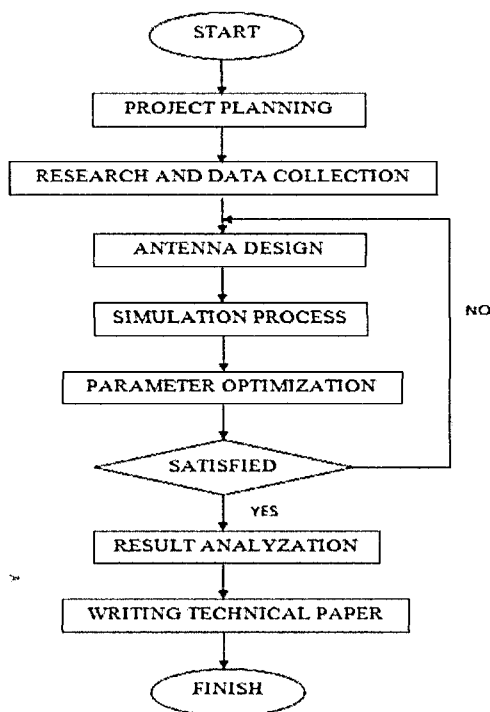 START
PROJECT PLANNING
RESEARCH AND DATA COLLECTION
ANTENNA DESIGN
NO
SIMULATION PROCESS
PARAMETER OPTIMIZATION
SATISFIED
YES
RESULT ANALYZATION
WRITING TECHNICAL PAPER
FINISH